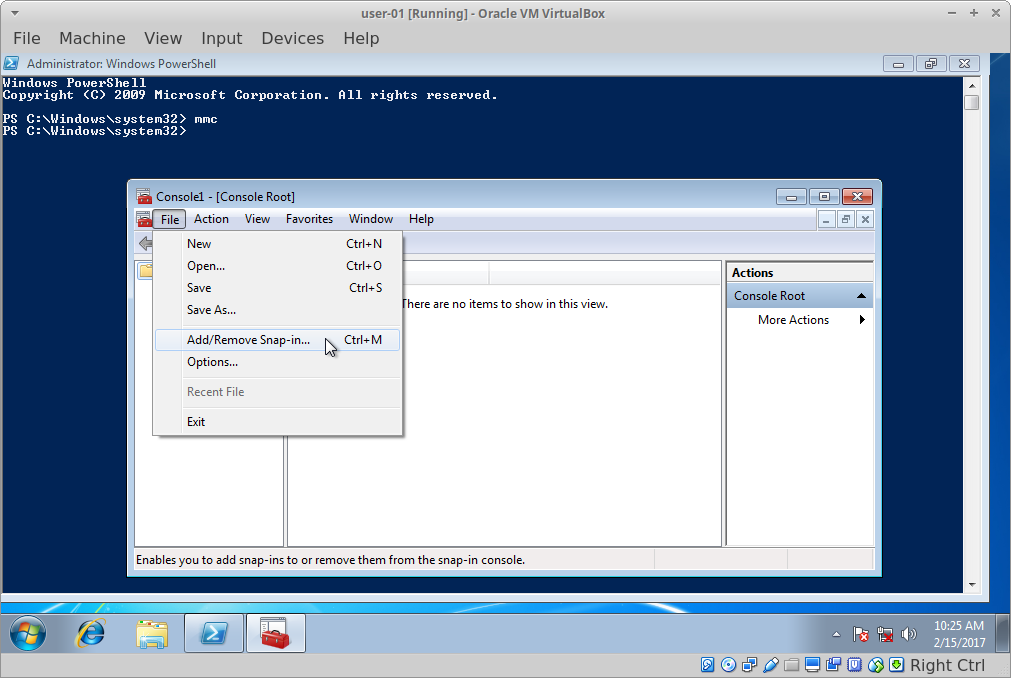 user-01 [Running] - Oracle VM VirtualBox
File Machine View Input Devices Help
Administrator: Windows PowerShell
Windows PowerShell
Copyright (C) 2009 Microsoft Corporation. All rights reserved.
PS C:\Windows\system32> mmc
PS C:\Windows\system32>
Console1 - [Console Root]
File Action View Favorites Window Help
New Ctrl+N
Open... Ctrl+O
Save Ctrl+S
Save As...
Add/Remove Snap-in... Ctrl+M
Options...
Recent File
Exit
There are no items to show in this view.
Actions
Console Root
More Actions
Enables you to add snap-ins to or remove them from the snap-in console.
10:25 AM
2/15/2017
Right Ctrl